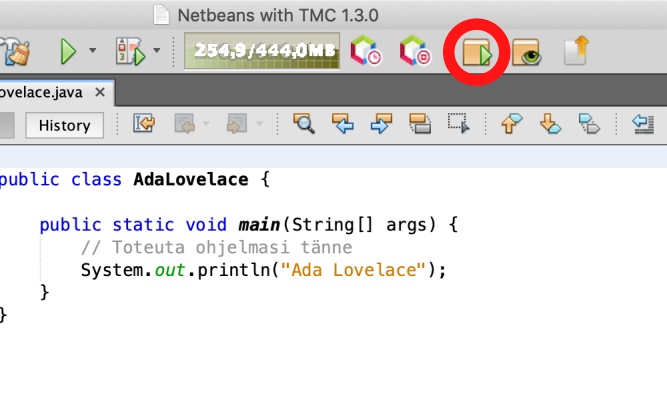 Netbeans with TMC 1.3.0
254,9/444,0MB
ovelace.java
History
public class AdaLovelace {
public static void main(String[] args) {
// Toteuta ohjelmasi tänne
System.out.println("Ada Lovelace");
}
}